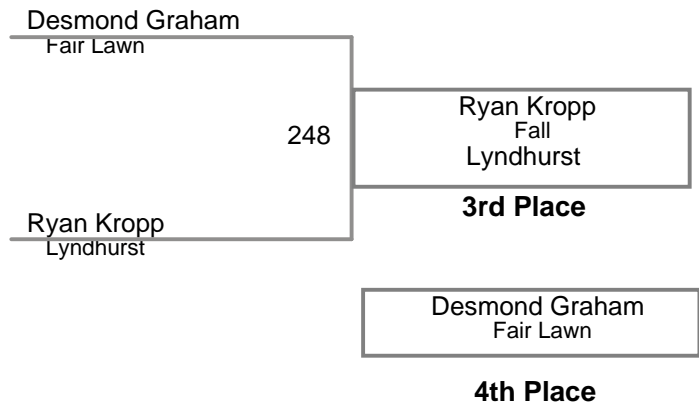 Desmond Graham
Fair Lawn
248
Ryan Kropp
Fall
Lyndhurst
3rd Place
Ryan Kropp
Lyndhurst
Desmond Graham
Fair Lawn
4th Place